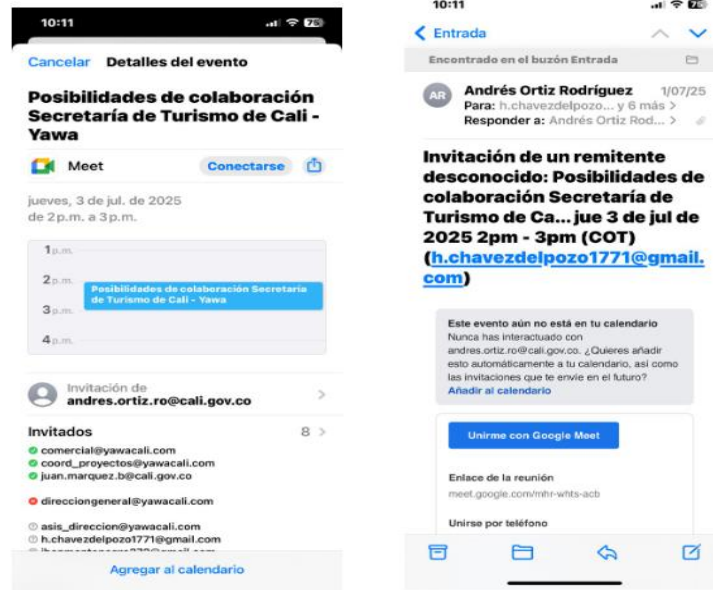 10:11
75
Cancelar Detalles del evento
Posibilidades de colaboración
Secretaría de Turismo de Cali -
Yawa
Meet Conectarse
jueves, 3 de jul. de 2025
de 2 p.m. a 3 p.m.
1 p.m.
2 p.m.
Posibilidades de colaboración Secretaría
de Turismo de Cali - Yawa
3 p.m.
4 p.m.
Invitación de
andres.ortiz.ro@cali.gov.co
Invitados 8
comercial@yawacali.com
coord_proyectos@yawacali.com
juan.marquez.b@cali.gov.co
direcciongeneral@yawacali.com
asis_direccion@yawacali.com
h.chavezdelpozo1771@gmail.com
Agregar al calendario
10:11
75
Entrada
Encontrado en el buzón Entrada
AR
Andrés Ortiz Rodríguez 1/07/25
Para: h.chavezdelpozo... y 6 más
Responder a: Andrés Ortiz Rod...
Invitación de un remitente
desconocido: Posibilidades de
colaboración Secretaría de
Turismo de Ca... jue 3 de jul de
2025 2pm - 3pm (COT)
(h.chavezdelpozo1771@gmail.
com)
Este evento aún no está en tu calendario
Nunca has interactuado con
andres.ortiz.ro@cali.gov.co. ¿Quieres añadir
esto automáticamente a tu calendario, así como
las invitaciones que te envíe en el futuro?
Añadir al calendario
Unirme con Google Meet
Enlace de la reunión
meet.google.com/mhr-whts-acb
Unirse por teléfono